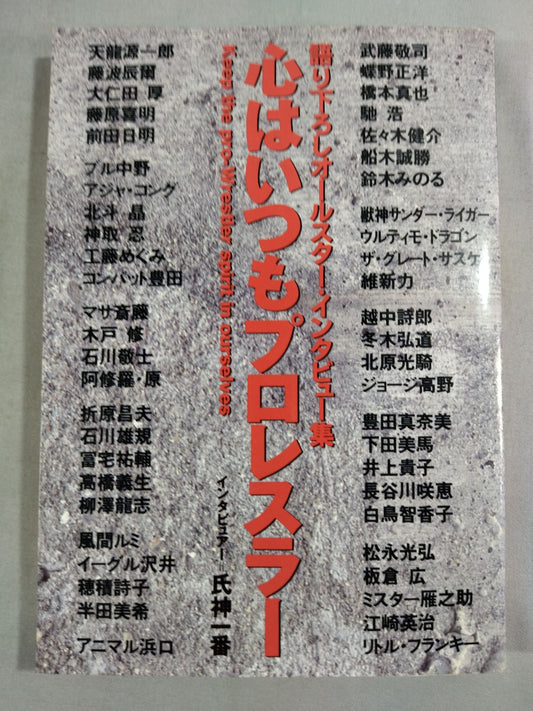 語り下ろしオールスター・インタビュー集
心はいつもプロレスラー
Keep the pro-Wrestler spirit in ourselves
インタビュアー＝氏神一番
武藤敬司
蝶野正洋
橋本真也
馳 浩
佐々木健介
船木誠勝
鈴木みのる
獣神サンダー・ライガー
ウルティモ・ドラゴン
ザ・グレート・サスケ
維新力
越中詩郎
冬木弘道
北原光騎
ジョージ高野
豊田真奈美
下田美馬
井上貴子
長谷川咲恵
白鳥智香子
松永光弘
板倉 広
ミスター雁之助
江崎英治
リトル・フランキー
天龍源一郎
藤波辰爾
大仁田 厚
藤原喜明
前田日明
ブル中野
アジャ・コング
北斗 晶
神取 忍
工藤めぐみ
コンバット豊田
マサ斎藤
木戸 修
石川敬士
阿修羅・原
折原昌夫
石川雄規
冨宅祐輔
高橋義生
柳澤龍志
風間ルミ
イーグル沢井
穂積詩子
半田美希
アニマル浜口